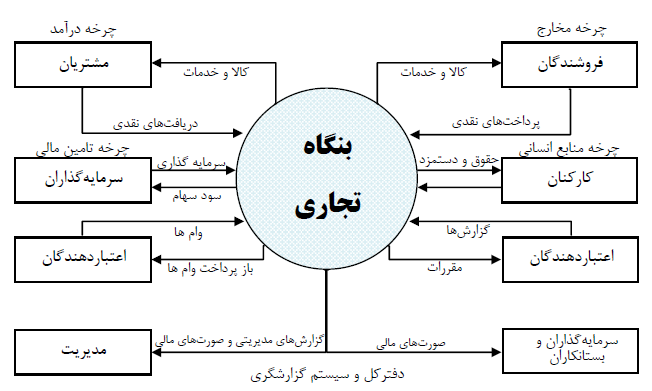 چرخه مخارج
چرخه درآمد
فروشندگان
کالا و خدمات
کالا و خدمات
مشتریان
پرداخت‌های نقدی
دریافت‌های نقدی
بنگاه
تجاری
چرخه منابع انسانی
چرخه تامین مالی
کارکنان
حقوق و دستمزد
سرمایه گذاری
سرمایه‌گذاران
سود سهام
گزارش‌ها
وام ها
اعتباردهندگان
مقررات
باز پرداخت وام ها
اعتباردهندگان
سرمایه‌گذاران و
بستانکاران
صورت‌های مالی
گزارش‌های مدیریتی و صورت‌های مالی
مدیریت
دفترکل و سیستم گزارشگری